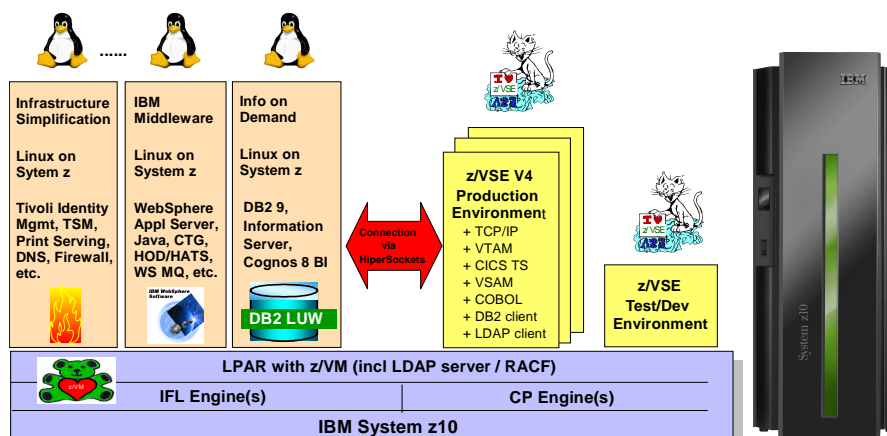 ......
Infrastructure
Simplification
Linux on
Sytem z
Tivoli Identity
Mgmt, TSM,
Print Serving,
DNS, Firewall,
etc.
IBM
Middleware
Linux on
System z
WebSphere
Appl Server,
Java, CTG,
HOD/HATS,
WS MQ, etc.
IBM WebSphere
Software
Info on
Demand
Linux on
System z
DB2 9,
Information
Server,
Cognos 8 BI
DB2 LUW
Connection
via
HiperSockets
I ♥
z/VSE
z/VSE V4
Production
Environment
+ TCP/IP
+ VTAM
+ CICS TS
+ VSAM
+ COBOL
+ DB2 client
+ LDAP client
I ♥
z/VSE
z/VSE
Test/Dev
Environment
z/VM
LPAR with z/VM (incl LDAP server / RACF)
IFL Engine(s)
CP Engine(s)
IBM System z10
IBM
System z10